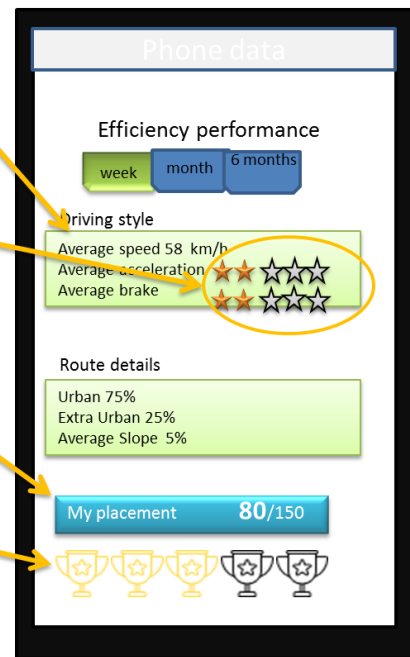 Phone data
Efficiency performance
week month 6 months
Driving style
Average speed 58 km/h
Average acceleration
Average brake
Route details
Urban 75%
Extra Urban 25%
Average Slope 5%
My placement 80/150